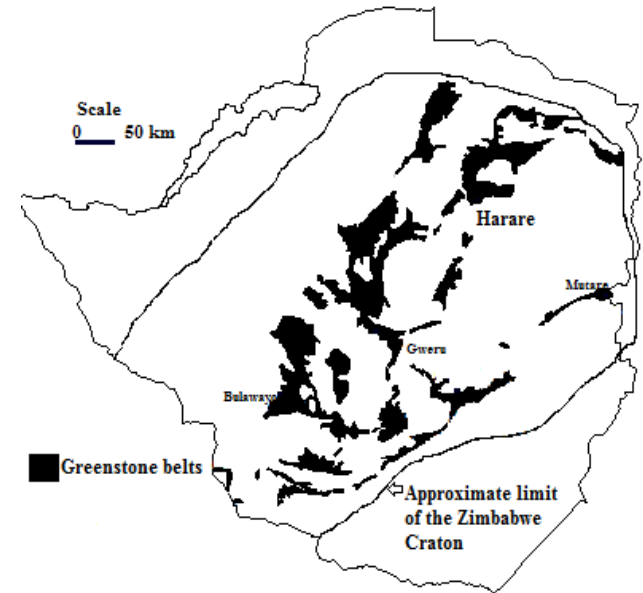 Scale
0 50 km
Harare
Mutare
Gweru
Bulawayo
Greenstone belts
Approximate limit
of the Zimbabwe
Craton